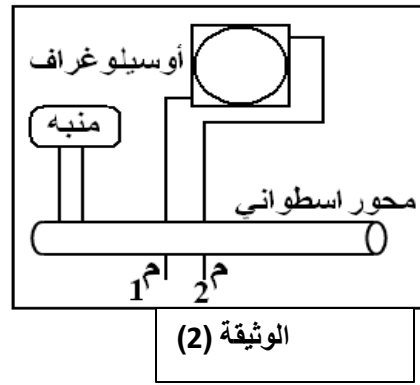 أوسيلوغراف
منبه
محور اسطواني
م1 م2
الوثيقة (2)